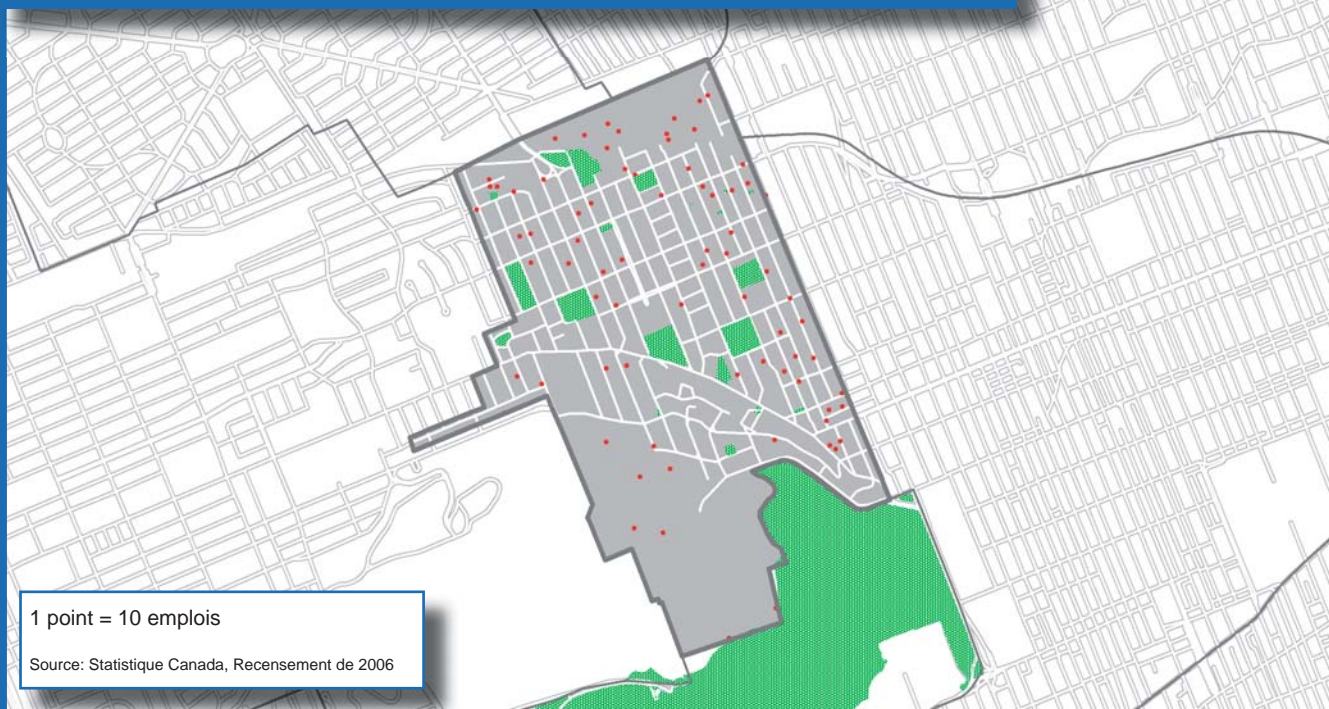 1 point = 10 emplois
Source: Statistique Canada, Recensement de 2006